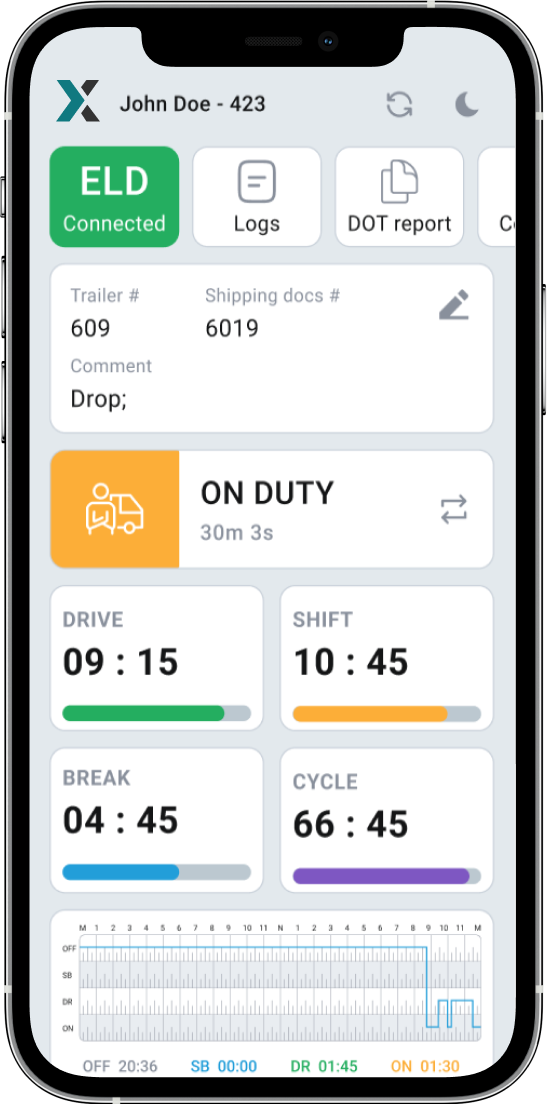 John Doe - 423
ELD
Connected
Logs
DOT report
Trailer #
Shipping docs #
609
6019
Comment
Drop;
ON DUTY
30m 3s
DRIVE
09 : 15
SHIFT
10 : 45
BREAK
04 : 45
CYCLE
66 : 45
M 1 2 3 4 5 6 7 8 9 10 11 N 1 2 3 4 5 6 7 8 9 10 11 M
OFF
SB
DR
ON
OFF 20:36 SB 00:00 DR 01:45 ON 01:30